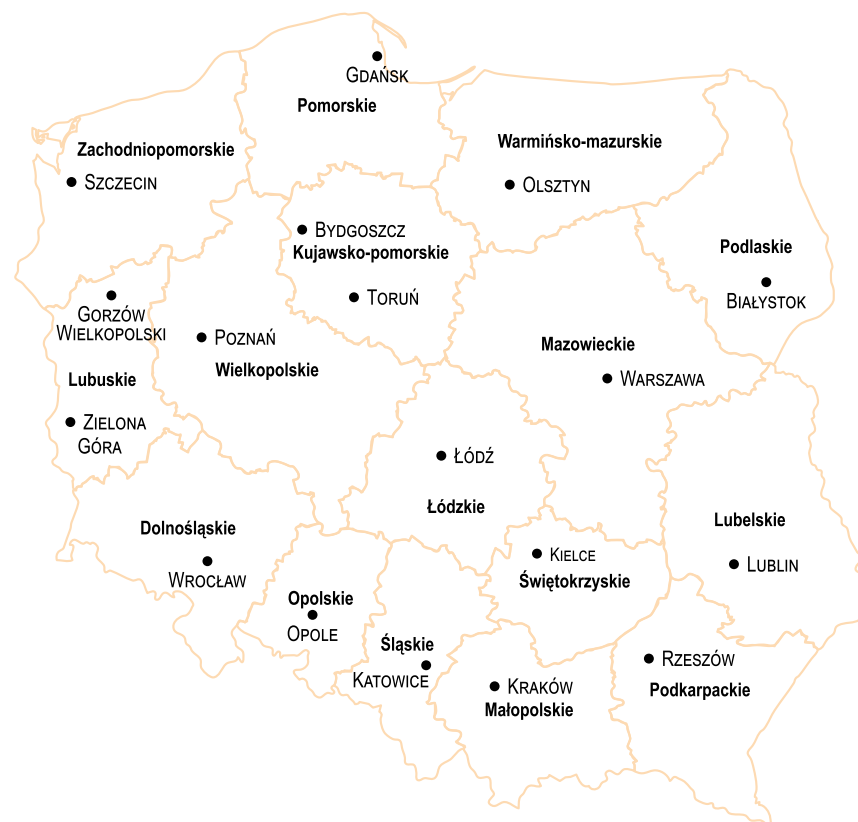 GDAŃSK
Pomorskie
Zachodniopomorskie
SZCZECIN
Warmińsko-mazurskie
OLSZTYN
BYDGOSZCZ
Kujawsko-pomorskie
TORUŃ
Podlaskie
BIAŁYSTOK
GORZÓW
WIELKOPOLSKI
Lubuskie
ZIELONA
GÓRA
POZNAŃ
Wielkopolskie
Mazowieckie
WARSZAWA
ŁÓDŹ
Łódzkie
Dolnośląskie
WROCŁAW
Opolskie
OPOLE
Śląskie
KATOWICE
KIELCE
Świętokrzyskie
Lubelskie
LUBLIN
KRAKÓW
Małopolskie
RZESZÓW
Podkarpackie